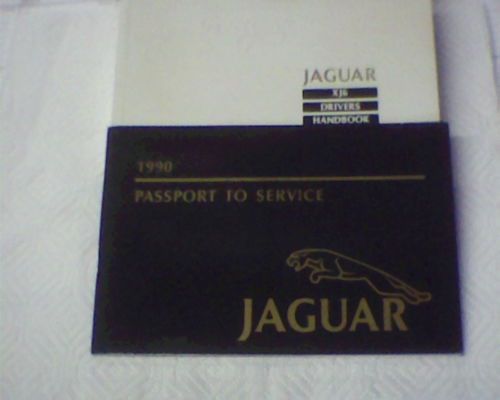 JAGUAR
XJ6
DRIVERS
HANDBOOK
1990
PASSPORT TO SERVICE
JAGUAR